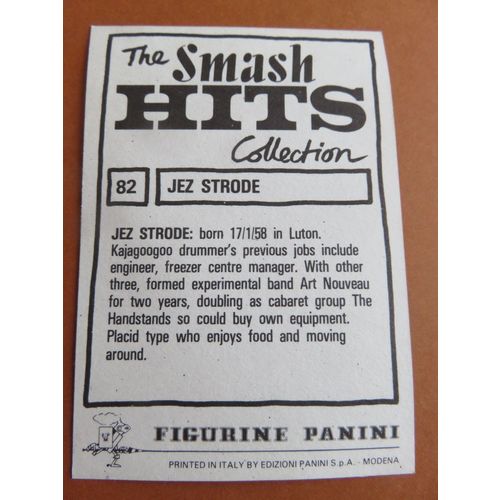 The Smash
HITS
Collection
82 JEZ STRODE
JEZ STRODE: born 17/1/58 in Luton.
Kajagoogoo drummer's previous jobs include
engineer, freezer centre manager. With other
three, formed experimental band Art Nouveau
for two years, doubling as cabaret group The
Handstands so could buy own equipment.
Placid type who enjoys food and moving
around.
FIGURINE PANINI
PRINTED IN ITALY BY EDIZIONI PANINI S.p.A. - MODENA